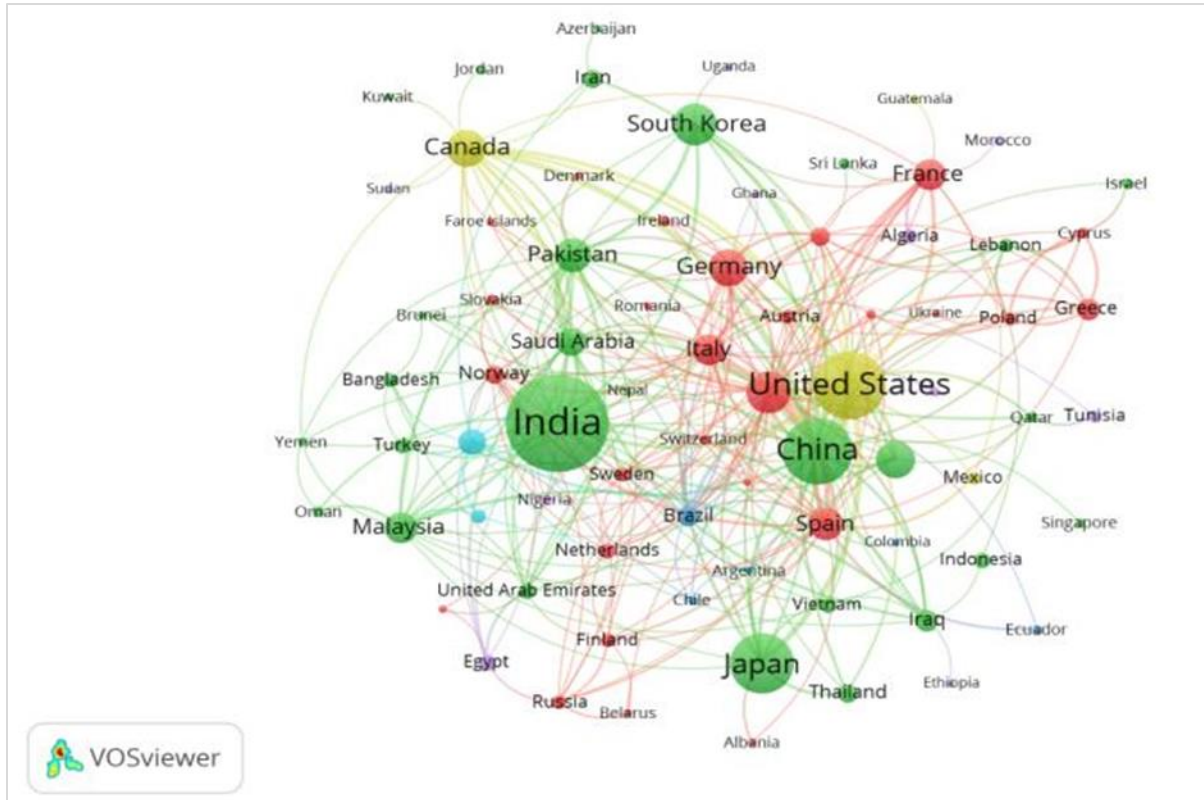 Azerbaijan
Jordan
Iran
Uganda
Kuwait
Guatemala
South Korea
Canada
Morocco
Sri Lanka
France
Denmark
Israel
Sudan
Ghana
Faroe Islands
Ireland
Algeria
Lebanon
Cyprus
Pakistan
Germany
Slovakia
Romania
Brunei
Austria
Ukraine
Poland
Greece
Saudi Arabia
Italy
Norway
Bangladesh
Nepal
United States
India
Qatar
Tunisia
Yemen
Turkey
Switzerland
China
Sweden
Mexico
Nigeria
Oman
Malaysia
Brazil
Spain
Singapore
Colombia
Netherlands
Indonesia
Argentina
United Arab Emirates
Chile
Vietnam
Iraq
Ecuador
Finland
Egypt
Japan
Ethiopia
Thailand
Russia
Belarus
Albania
VOSviewer